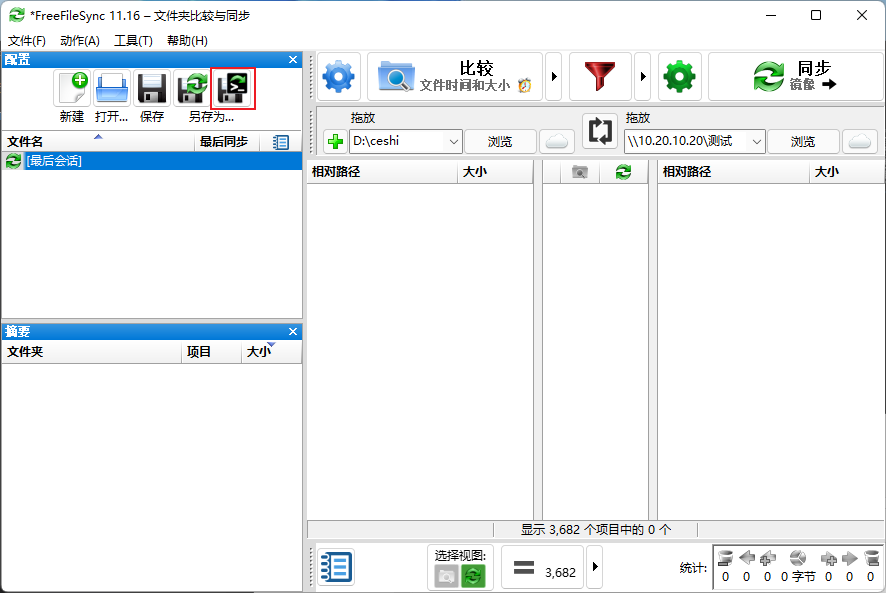 *FreeFileSync 11.16 – 文件夹比较与同步
文件(F) 动作(A) 工具(T) 帮助(H)
配置
新建 打开... 保存 另存为...
文件名 最后同步
[最后会话]
摘要
文件夹 项目 大小
比较
文件时间和大小
同步
镜像
拖放
D:\ceshi 浏览
拖放
\\10.20.10.20\测试 浏览
相对路径 大小
相对路径 大小
显示 3,682 个项目中的 0 个
选择视图:
3,682
统计:
0 0 0 0 字节 0 0 0